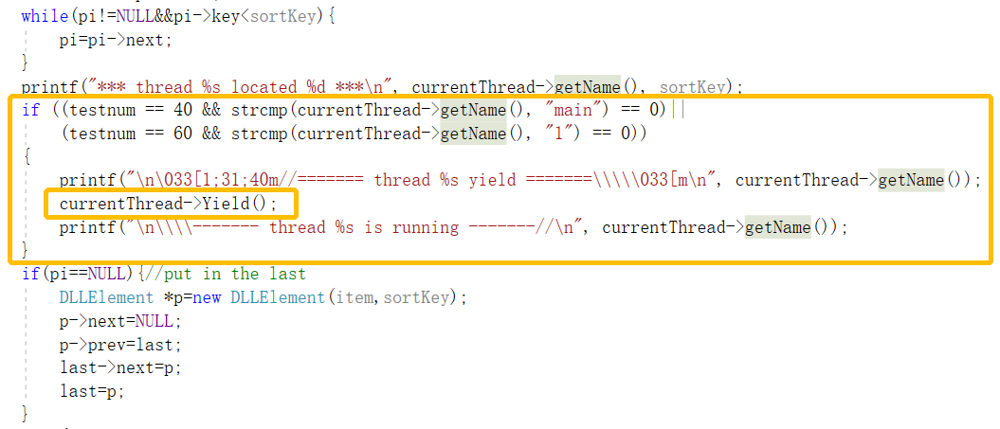 while(pi!=NULL&&pi->key<sortKey){
pi=pi->next;
}
printf("*** thread %s located %d ***\n", currentThread->getName(), sortKey);
if ((testnum == 40 && strcmp(currentThread->getName(), "main") == 0)||
(testnum == 60 && strcmp(currentThread->getName(), "1") == 0))
{
printf("\n\033[1;31;40m//======= thread %s yield =======\\\\\033[m\n", currentThread->getName());
currentThread->Yield();
printf("\n\\\\------- thread %s is running -------//\n", currentThread->getName());
}
if(pi==NULL){//put in the last
DLLElement *p=new DLLElement(item,sortKey);
p->next=NULL;
p->prev=last;
last->next=p;
last=p;
}